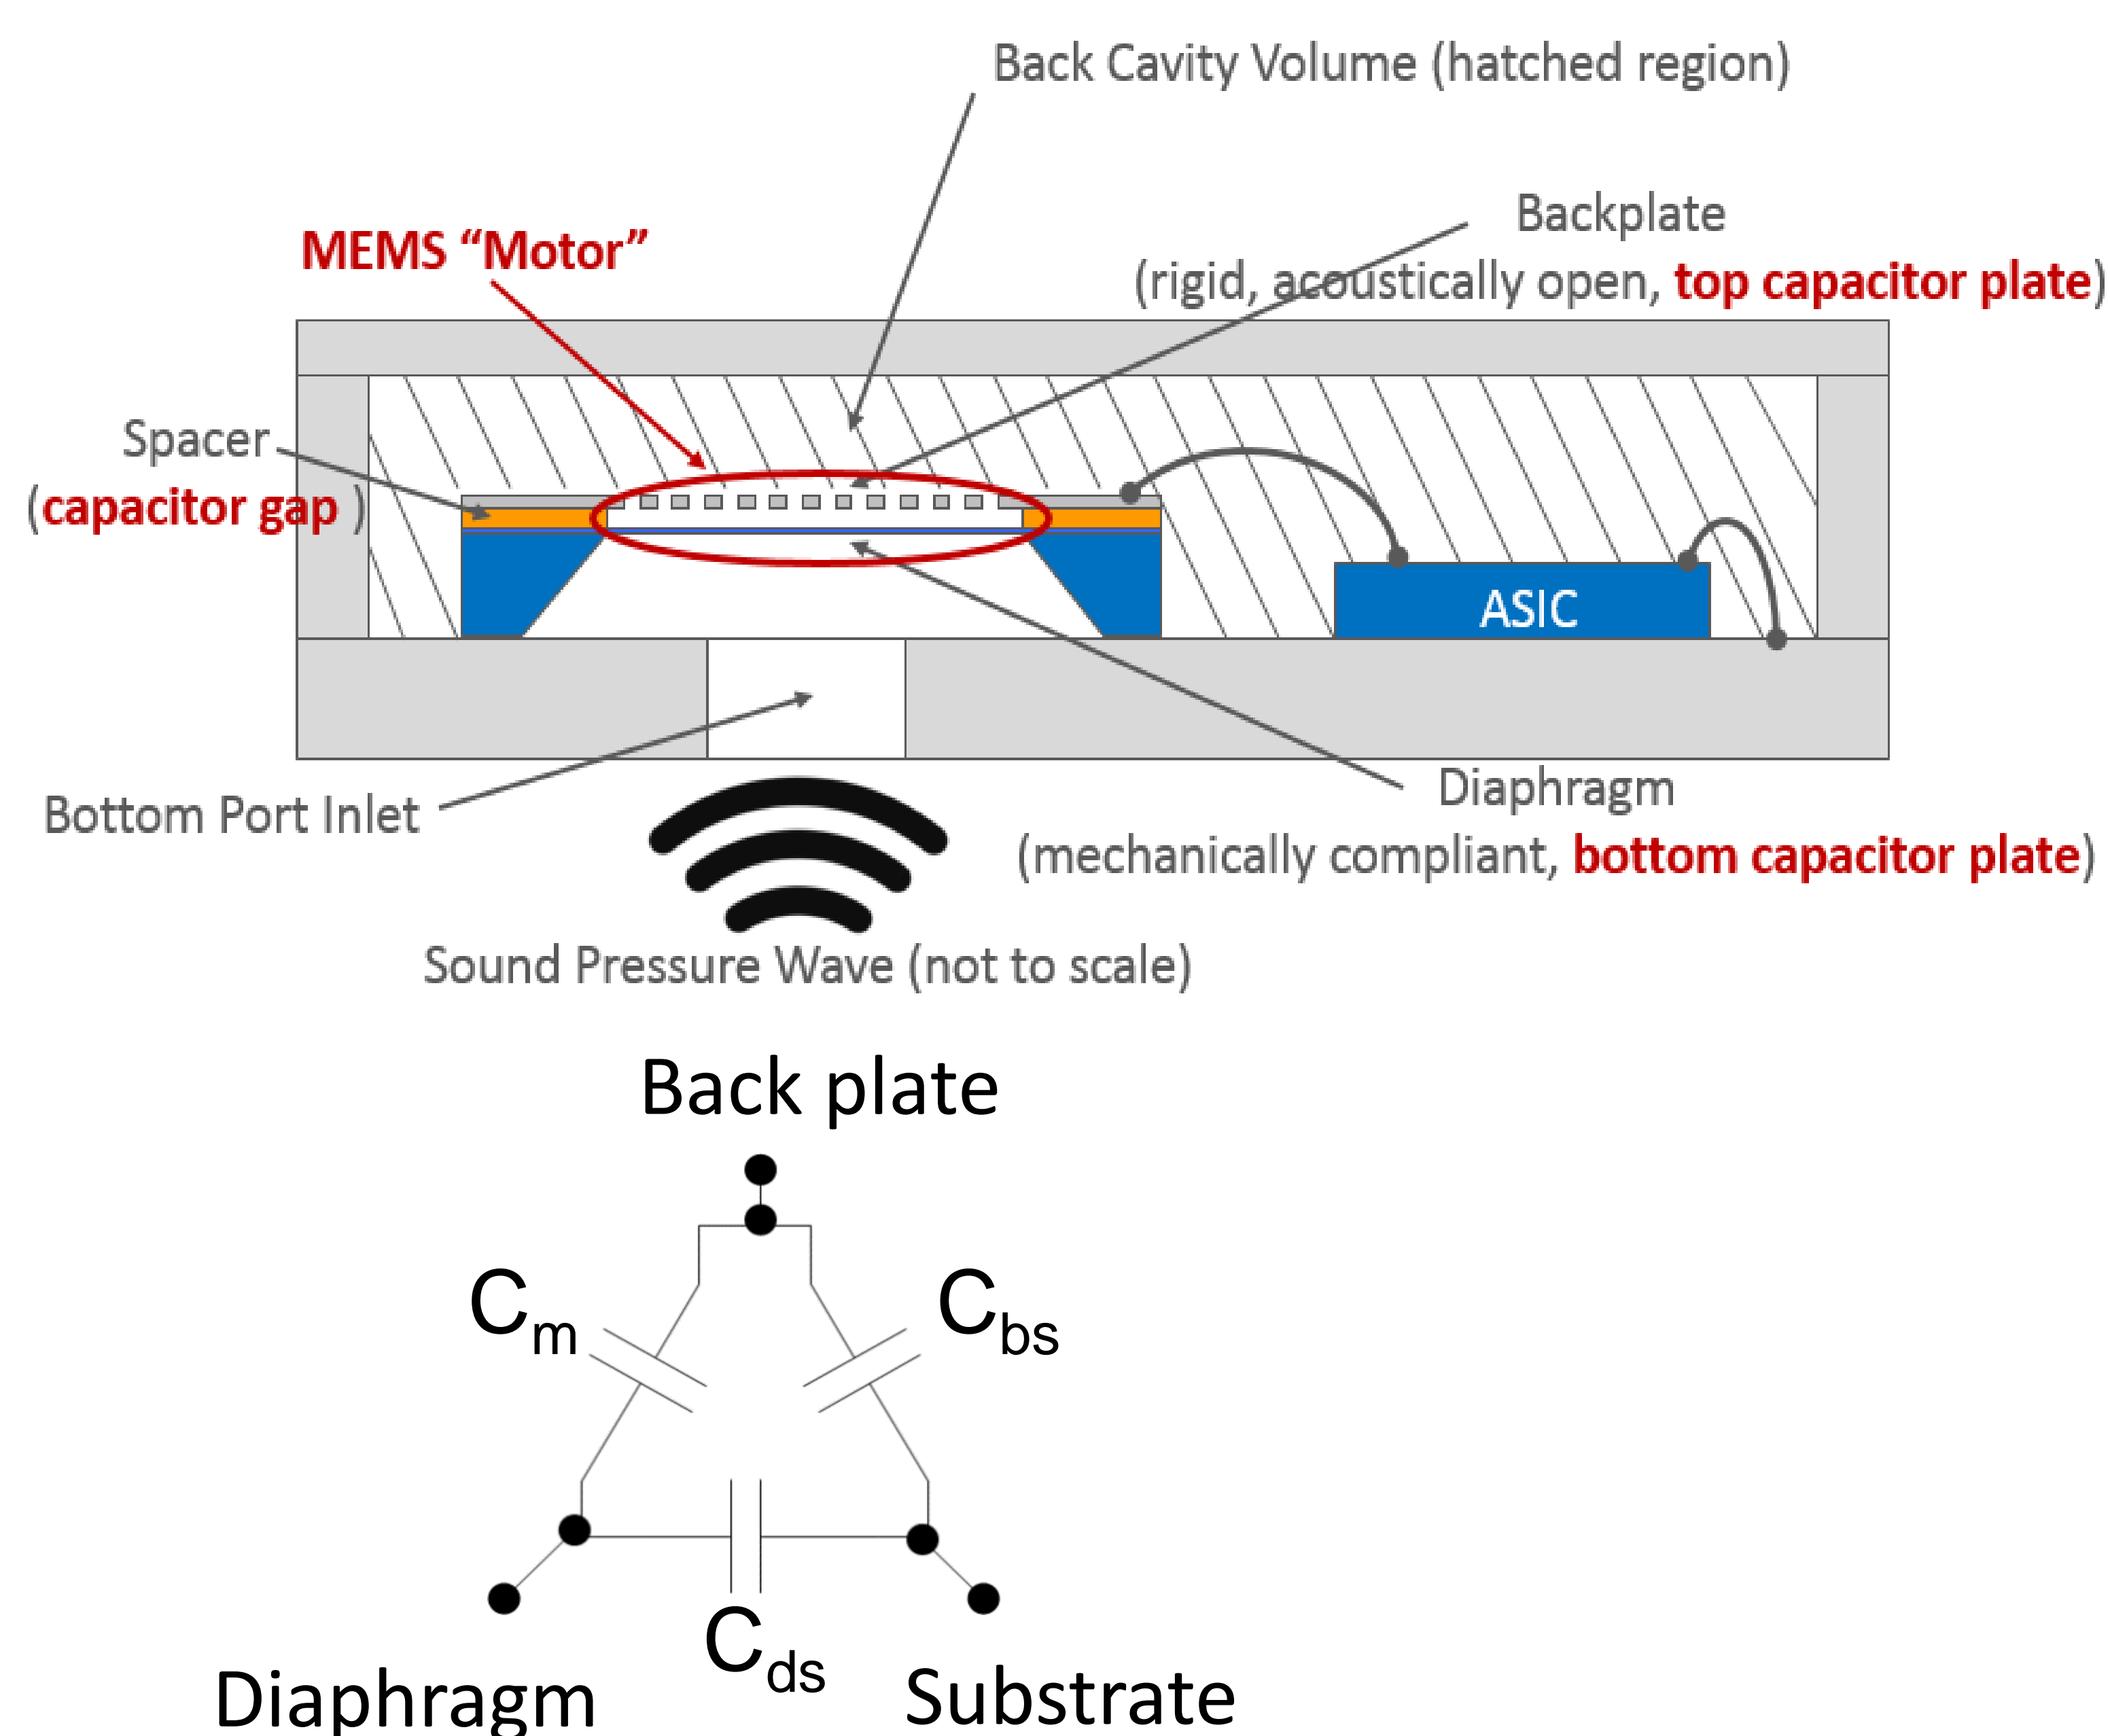 Back Cavity Volume (hatched region)
Backplate
(rigid, acoustically open, top capacitor plate)
MEMS “Motor”
Spacer
(capacitor gap )
ASIC
Bottom Port Inlet
Diaphragm
(mechanically compliant, bottom capacitor plate)
Sound Pressure Wave (not to scale)
Back plate
Cm
Cbs
Cds
Diaphragm
Substrate